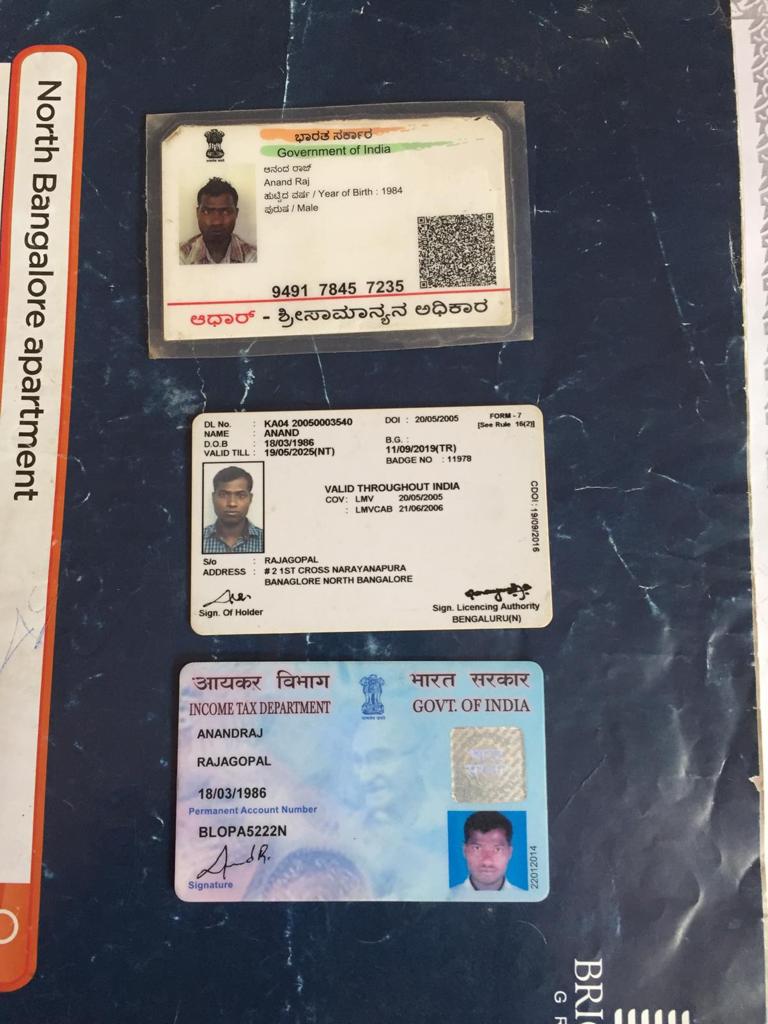 North Bangalore apartment
ಭಾರತ ಸರ್ಕಾರ
Government of India
ಆನಂದ ರಾಜ್
Anand Raj
ಹುಟ್ಟಿದ ವರ್ಷ / Year of Birth : 1984
ಪುರುಷ / Male
9491 7845 7235
ಆಧಾರ್ - ಶ್ರೀಸಾಮಾನ್ಯನ ಅಧಿಕಾರ
DL No. : KA04 20050003540 DOI : 20/05/2005 FORM - 7
NAME : ANAND [See Rule 16(2)]
D.O.B : 18/03/1986 B.G. :
VALID TILL : 19/05/2025(NT) 11/09/2019(TR)
BADGE NO : 11978
VALID THROUGHOUT INDIA
COV: LMV 20/05/2005
: LMVCAB 21/06/2006
CDOI : 19/09/2016
S/o : RAJAGOPAL
ADDRESS : # 2 1ST CROSS NARAYANAPURA
BANAGLORE NORTH BANGALORE
Sign. Of Holder
Sign. Licencing Authority
BENGALURU(N)
आयकर विभाग भारत सरकार
INCOME TAX DEPARTMENT GOVT. OF INDIA
ANANDRAJ
RAJAGOPAL
18/03/1986
Permanent Account Number
BLOPA5222N
Signature
22012014